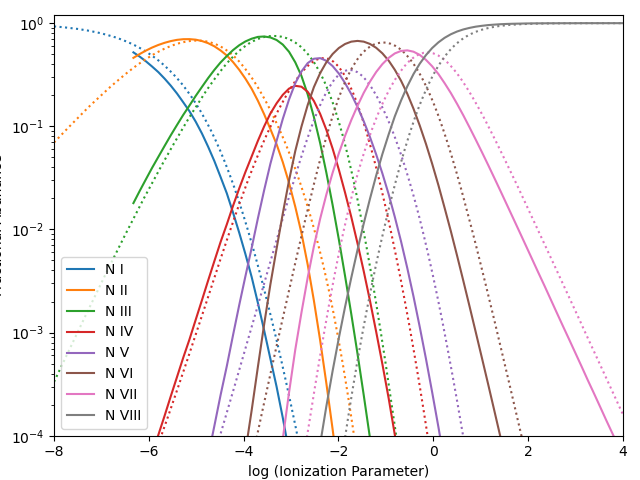 10⁰
10⁻¹
10⁻²
10⁻³
10⁻⁴
N I
N II
N III
N IV
N V
N VI
N VII
N VIII
−8 −6 −4 −2 0 2 4
log (Ionization Parameter)